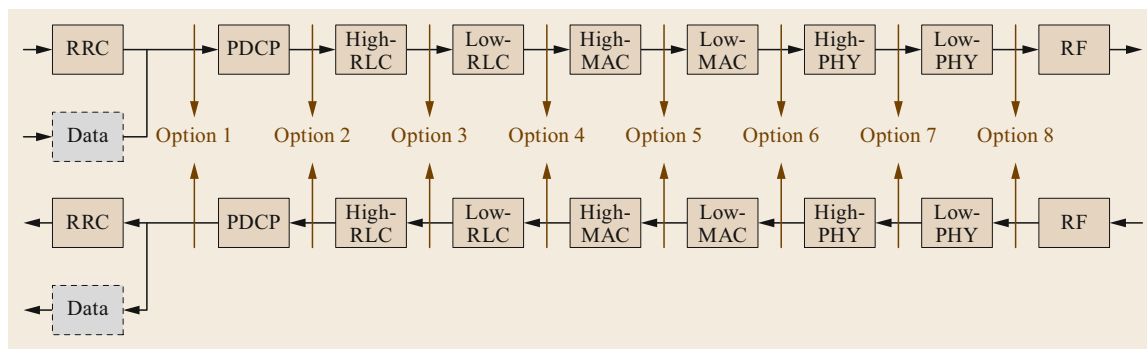 RRC PDCP High-RLC Low-RLC High-MAC Low-MAC High-PHY Low-PHY RF
Data Option 1 Option 2 Option 3 Option 4 Option 5 Option 6 Option 7 Option 8
RRC PDCP High-RLC Low-RLC High-MAC Low-MAC High-PHY Low-PHY RF
Data